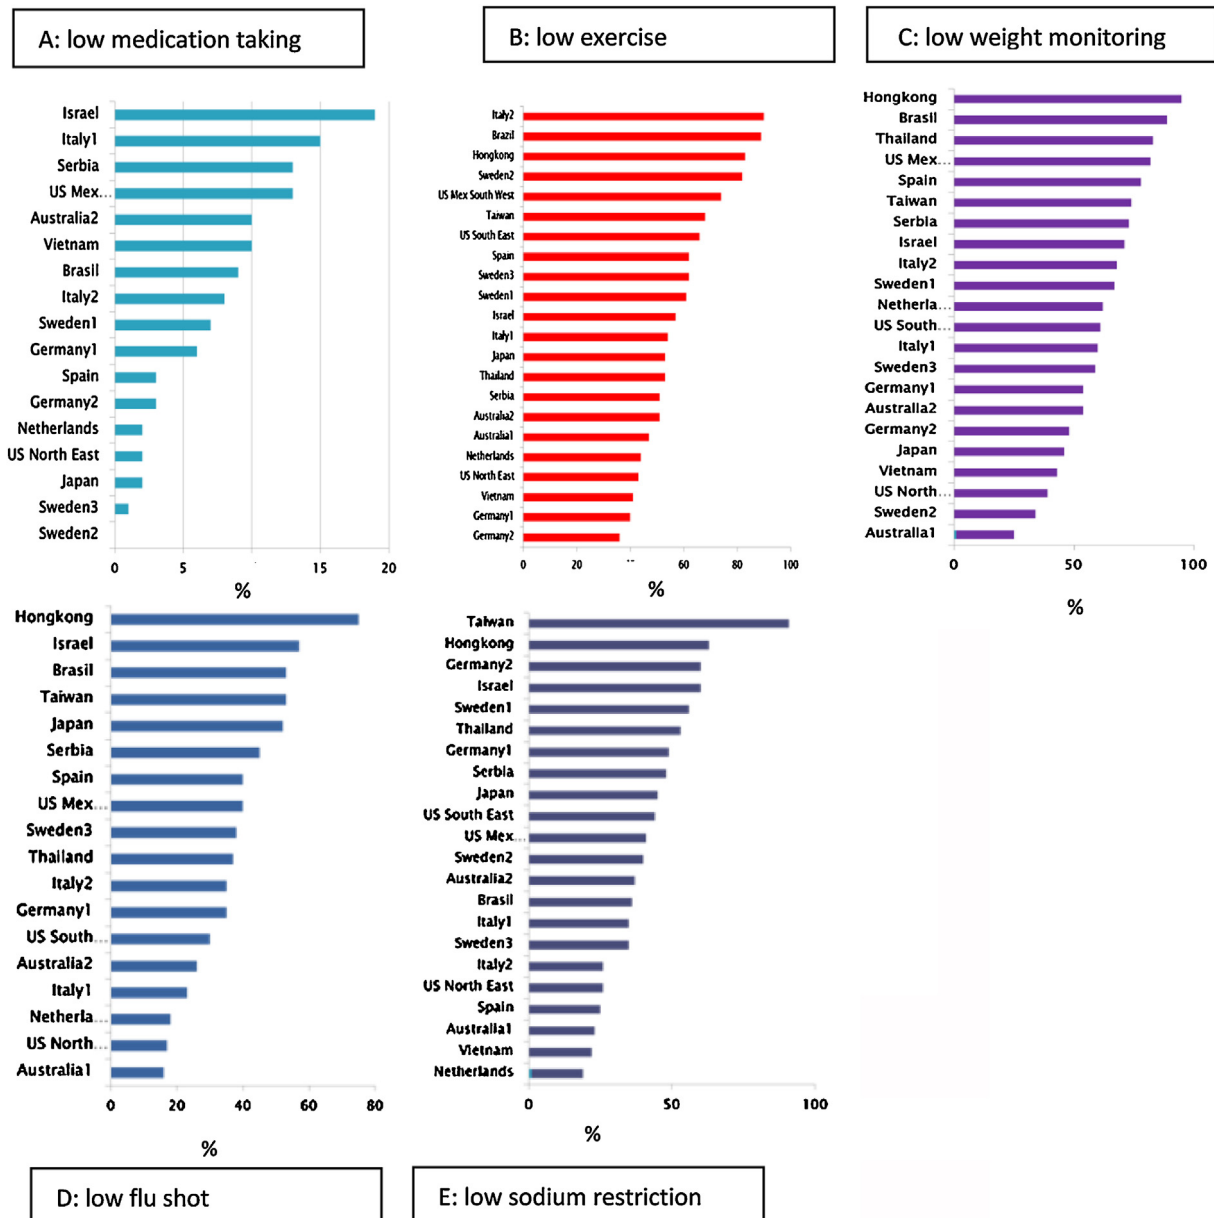 A: low medication taking
Israel
Italy1
Serbia
US Mex...
Australia2
Vietnam
Brasil
Italy2
Sweden1
Germany1
Spain
Germany2
Netherlands
US North East
Japan
Sweden3
Sweden2
0 5 15 20
%
B: low exercise
Italy2
Brazil
Hongkong
Sweden2
US Mex South West
Taiwan
US South East
Spain
Sweden3
Sweden1
Israel
Italy1
Japan
Thailand
Serbia
Australia2
Australia1
Netherlands
US North East
Vietnam
Germany1
Germany2
0 20 60 80 100
%
C: low weight monitoring
Hongkong
Brasil
Thailand
US Mex...
Spain
Taiwan
Serbia
Israel
Italy2
Sweden1
Netherla...
US South...
Italy1
Sweden3
Germany1
Australia2
Germany2
Japan
Vietnam
US North...
Sweden2
Australia1
0 50 100
%
Hongkong
Israel
Brasil
Taiwan
Japan
Serbia
Spain
US Mex...
Sweden3
Thailand
Italy2
Germany1
US South...
Australia2
Italy1
Netherla...
US North...
Australia1
0 20 40 60 80
%
D: low flu shot
Taiwan
Hongkong
Germany2
Israel
Sweden1
Thailand
Germany1
Serbia
Japan
US South East
US Mex...
Sweden2
Australia2
Brasil
Italy1
Sweden3
Italy2
US North East
Spain
Australia1
Vietnam
Netherlands
0 50 100
%
E: low sodium restriction